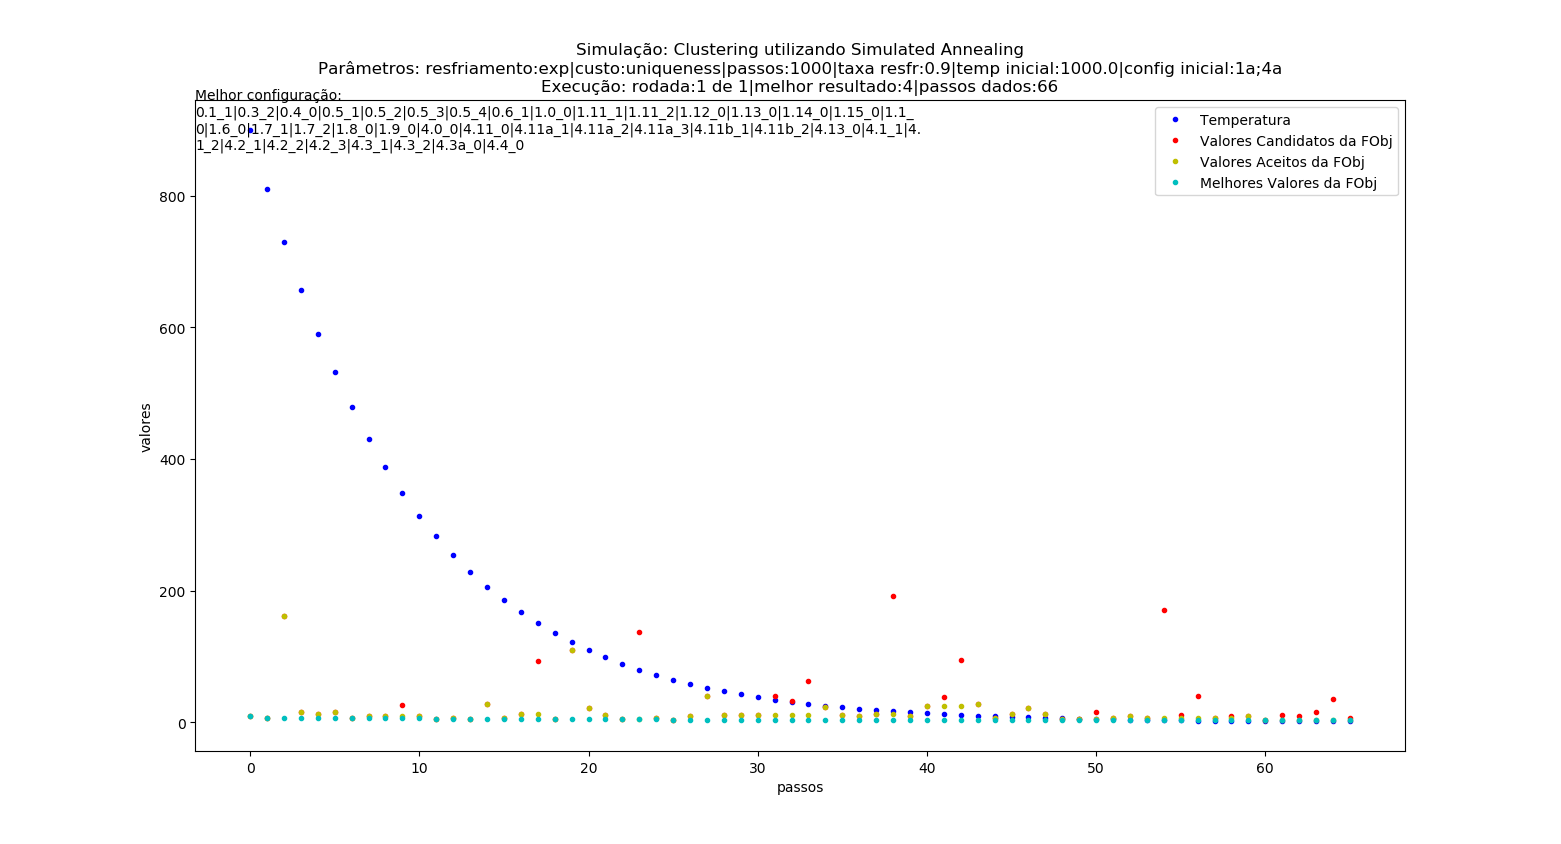 Simulação: Clustering utilizando Simulated Annealing
Parâmetros: resfriamento:exp|custo:uniqueness|passos:1000|taxa resfr:0.9|temp inicial:1000.0|config inicial:1a;4a
Execução: rodada:1 de 1|melhor resultado:4|passos dados:66
Melhor configuração:
0.1_1|0.3_2|0.4_0|0.5_1|0.5_2|0.5_3|0.5_4|0.6_1|1.0_0|1.11_1|1.11_2|1.12_0|1.13_0|1.14_0|1.15_0|1.1_
0|1.6_0|1.7_1|1.7_2|1.8_0|1.9_0|4.0_0|4.11_0|4.11a_1|4.11a_2|4.11a_3|4.11b_1|4.11b_2|4.13_0|4.1_1|4.
1_2|4.2_1|4.2_2|4.2_3|4.3_1|4.3_2|4.3a_0|4.4_0
Temperatura
Valores Candidatos da FObj
Valores Aceitos da FObj
Melhores Valores da FObj
800
600
400
200
0
valores
0 10 20 30 40 50 60
passos